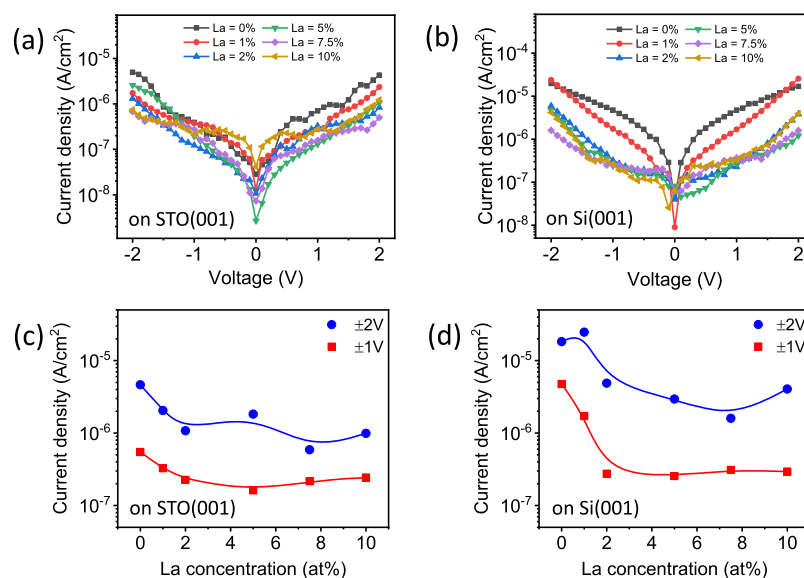 (a)
La = 0%
La = 1%
La = 2%
La = 5%
La = 7.5%
La = 10%
Current density (A/cm²)
10⁻⁵
10⁻⁶
10⁻⁷
10⁻⁸
on STO(001)
-2 -1 0 1 2
Voltage (V)
(b)
La = 0%
La = 1%
La = 2%
La = 5%
La = 7.5%
La = 10%
Current density (A/cm²)
10⁻⁴
10⁻⁵
10⁻⁶
10⁻⁷
10⁻⁸
on Si(001)
-2 -1 0 1 2
Voltage (V)
(c)
±2V
±1V
Current density (A/cm²)
10⁻⁵
10⁻⁶
10⁻⁷
on STO(001)
0 2 4 6 8 10
La concentration (at%)
(d)
±2V
±1V
Current density (A/cm²)
10⁻⁵
10⁻⁶
10⁻⁷
on Si(001)
0 2 4 6 8 10
La concentration (at%)